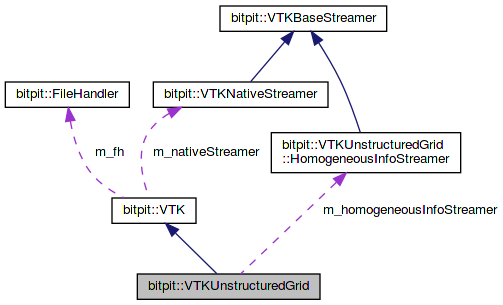 bitpit::VTKBaseStreamer
bitpit::FileHandler
bitpit::VTKNativeStreamer
bitpit::VTKUnstructuredGrid
::HomogeneousInfoStreamer
m_fh
m_nativeStreamer
bitpit::VTK
m_homogeneousInfoStreamer
bitpit::VTKUnstructuredGrid